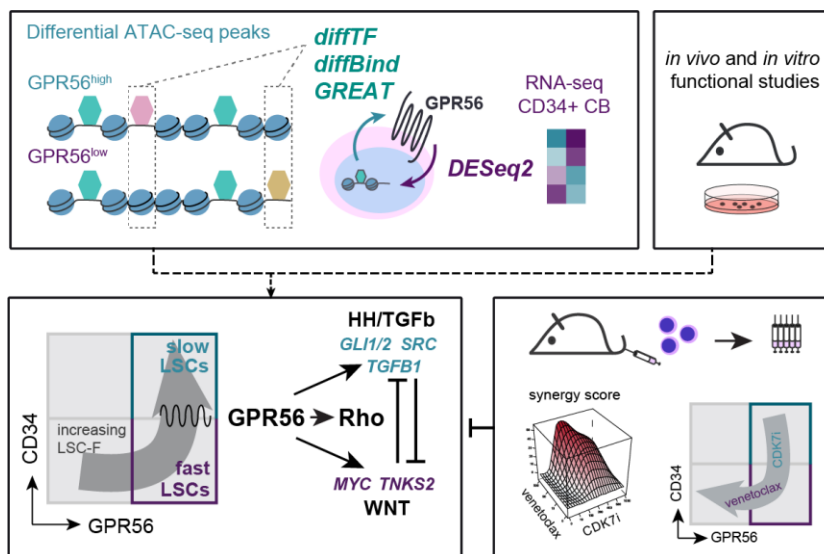 Differential ATAC-seq peaks
GPR56high
GPR56low
diffTF
diffBind
GREAT
GPR56
DESeq2
RNA-seq
CD34+ CB
in vivo and in vitro
functional studies
slow
LSCs
increasing
LSC-F
fast
LSCs
CD34
GPR56
HH/TGFb
GLI1/2 SRC
TGFB1
GPR56
Rho
MYC TNKS2
WNT
synergy score
venetoclax
CDK7i
CDK7i
venetoclax
CD34
GPR56